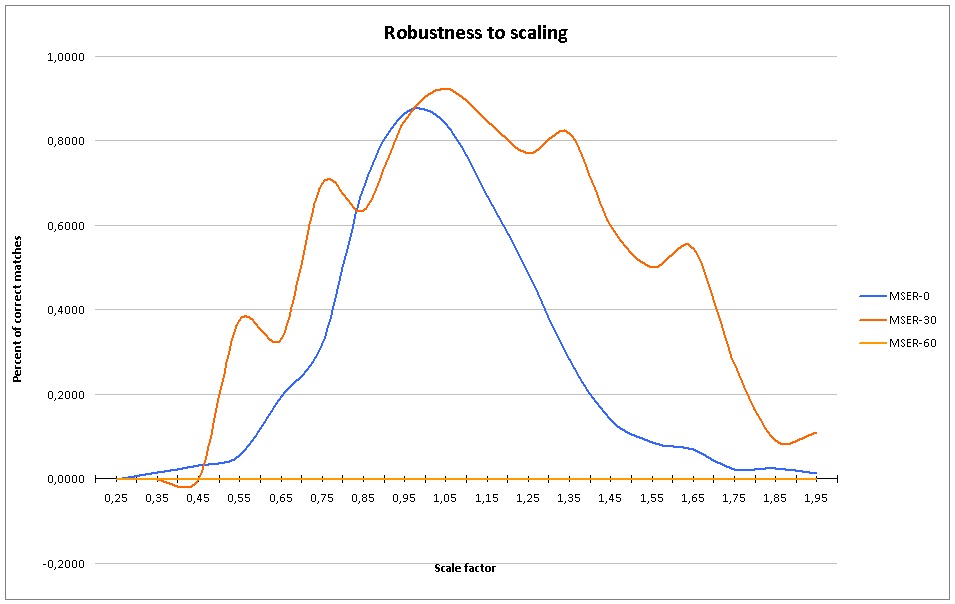 Robustness to scaling
1,0000
0,8000
0,6000
0,4000
0,2000
0,0000
-0,2000
Percent of correct matches
0,25 0,35 0,45 0,55 0,65 0,75 0,85 0,95 1,05 1,15 1,25 1,35 1,45 1,55 1,65 1,75 1,85 1,95
Scale factor
MSER-0
MSER-30
MSER-60